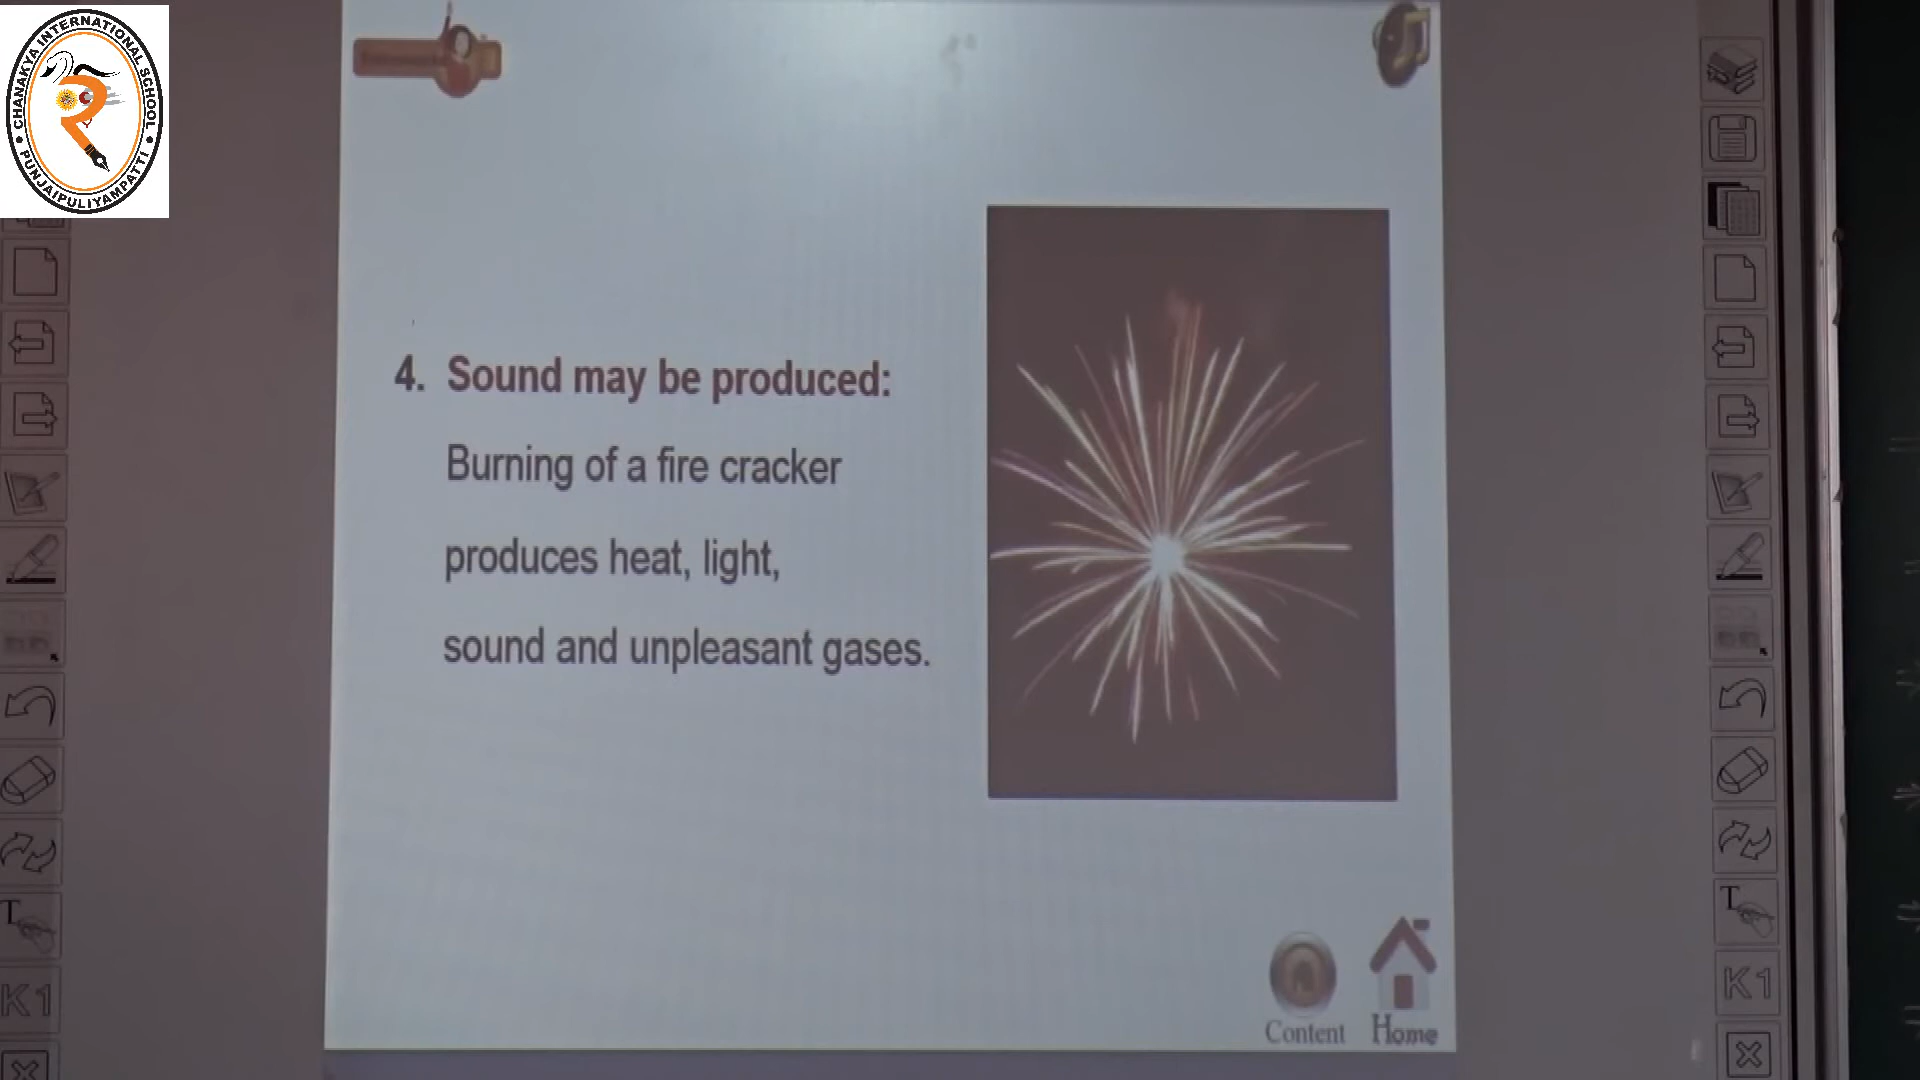 CHANAKYA INTERNATIONAL SCHOOL
PUNJAIPULIYAMPATTI
4. Sound may be produced:
Burning of a fire cracker
produces heat, light,
sound and unpleasant gases.
Content
Home
T
K1
T
K1